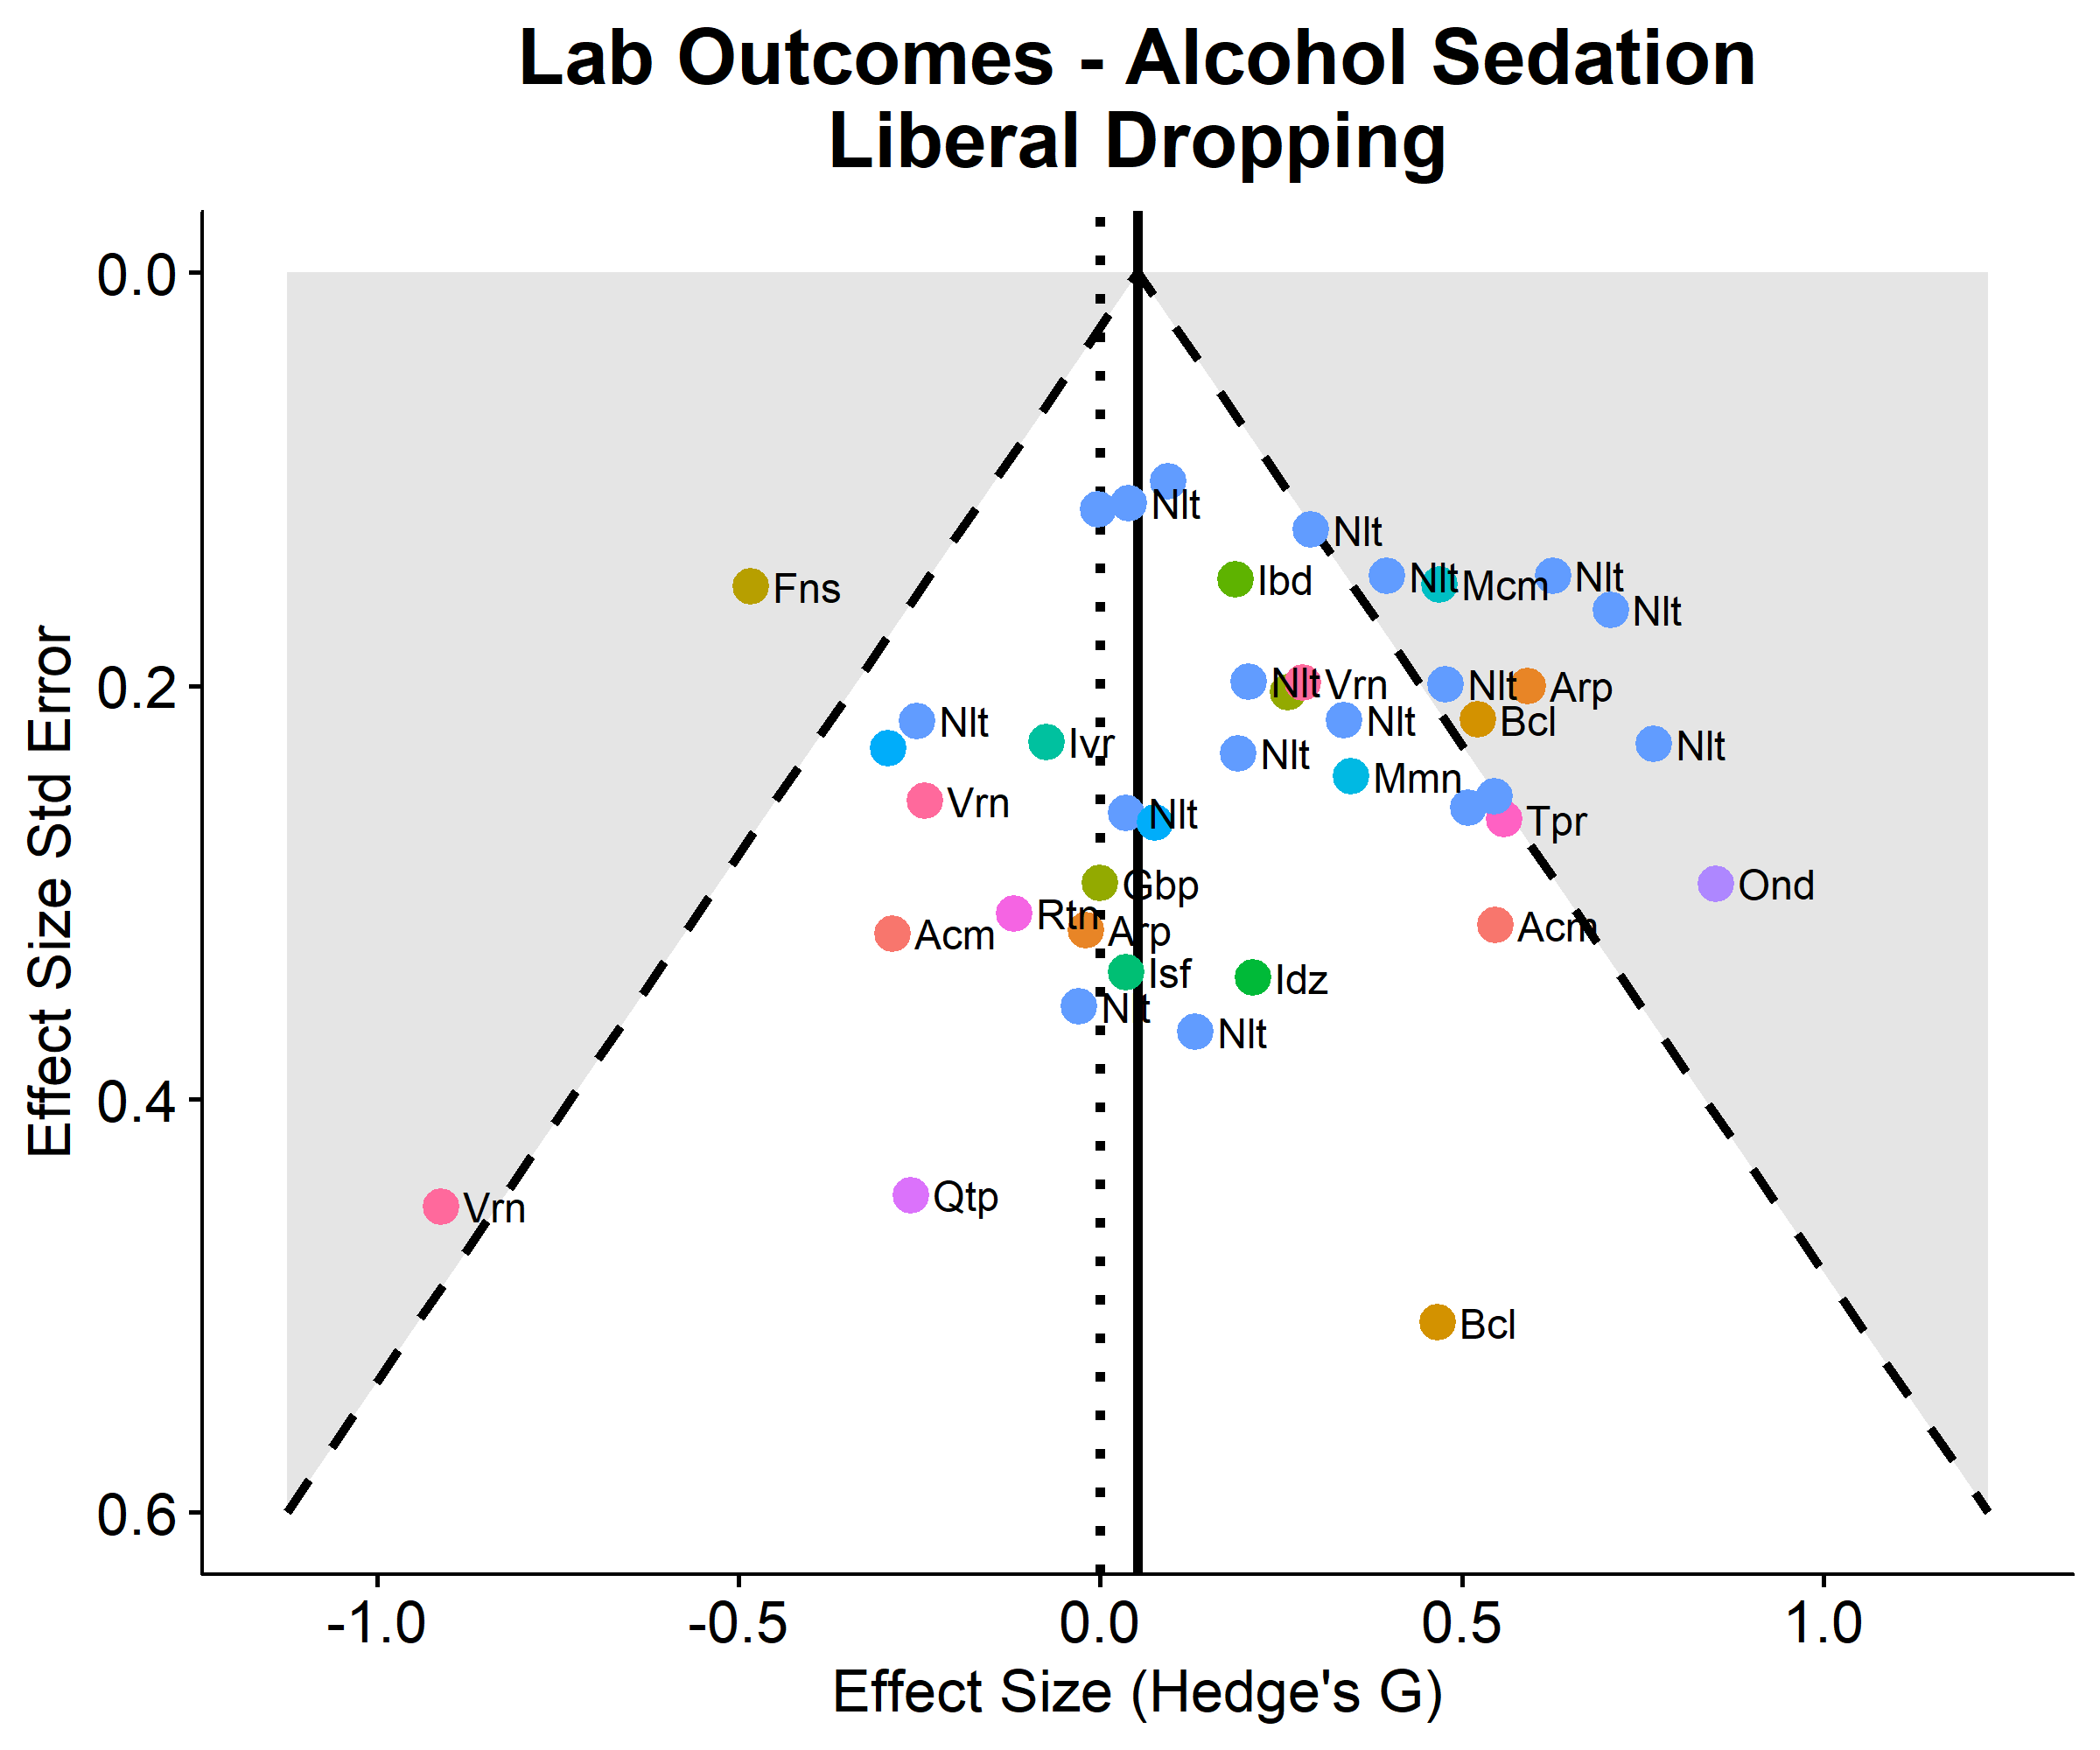 Lab Outcomes - Alcohol Sedation
Liberal Dropping
Effect Size Std Error
0.0
0.2
0.4
0.6
Nlt
Nlt
Fns
Ibd
Nlt
Mcm
Nlt
Nlt
Nlt
Vrn
Nlt
Arp
Nlt
Ivr
Nlt
Bcl
Nlt
Nlt
Vrn
Mmn
Nlt
Tpr
Gbp
Ond
Acm
Rtn
Arp
Acm
Isf
Idz
Nlt
Nlt
Vrn
Qtp
Bcl
-1.0
-0.5
0.0
0.5
1.0
Effect Size (Hedge's G)